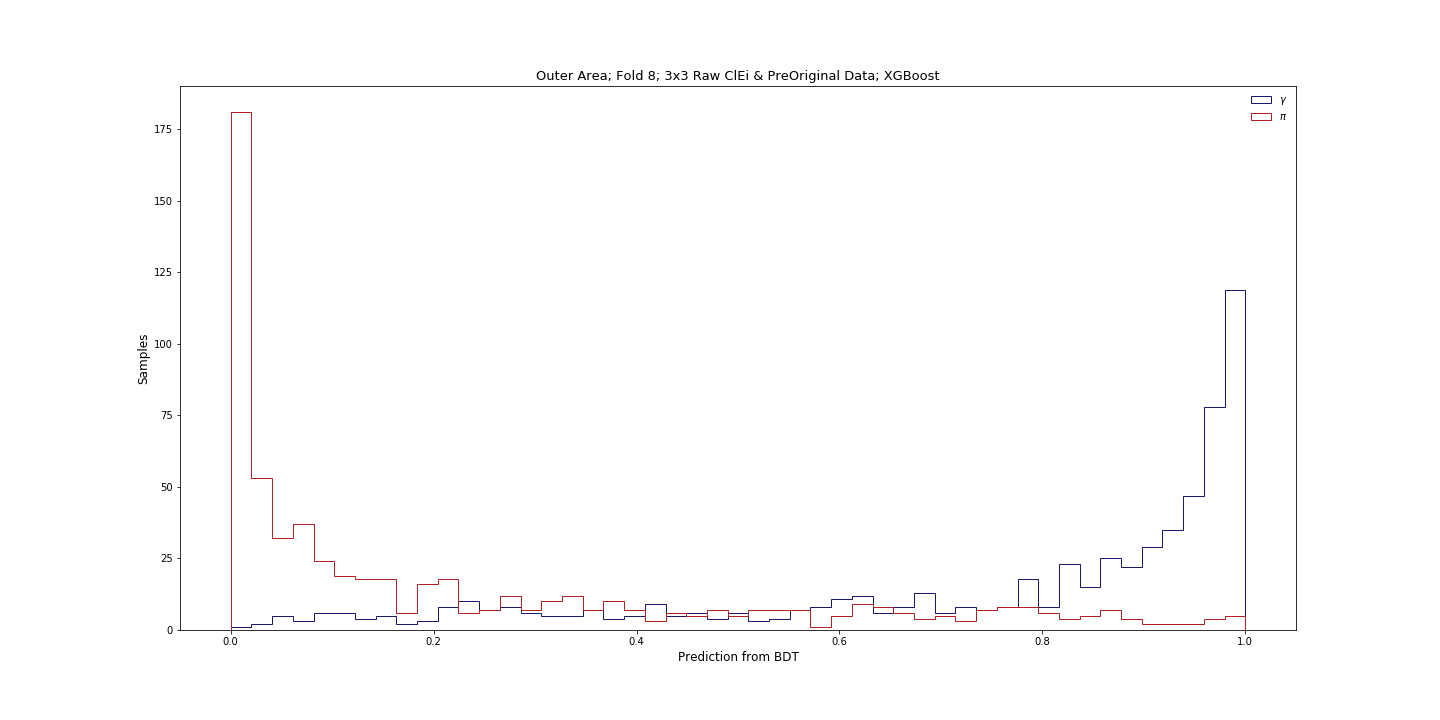 Outer Area; Fold 8; 3x3 Raw ClEi & PreOriginal Data; XGBoost
γ
π
175
150
125
100
75
50
25
0
Samples
0.0 0.2 0.4 0.6 0.8 1.0
Prediction from BDT